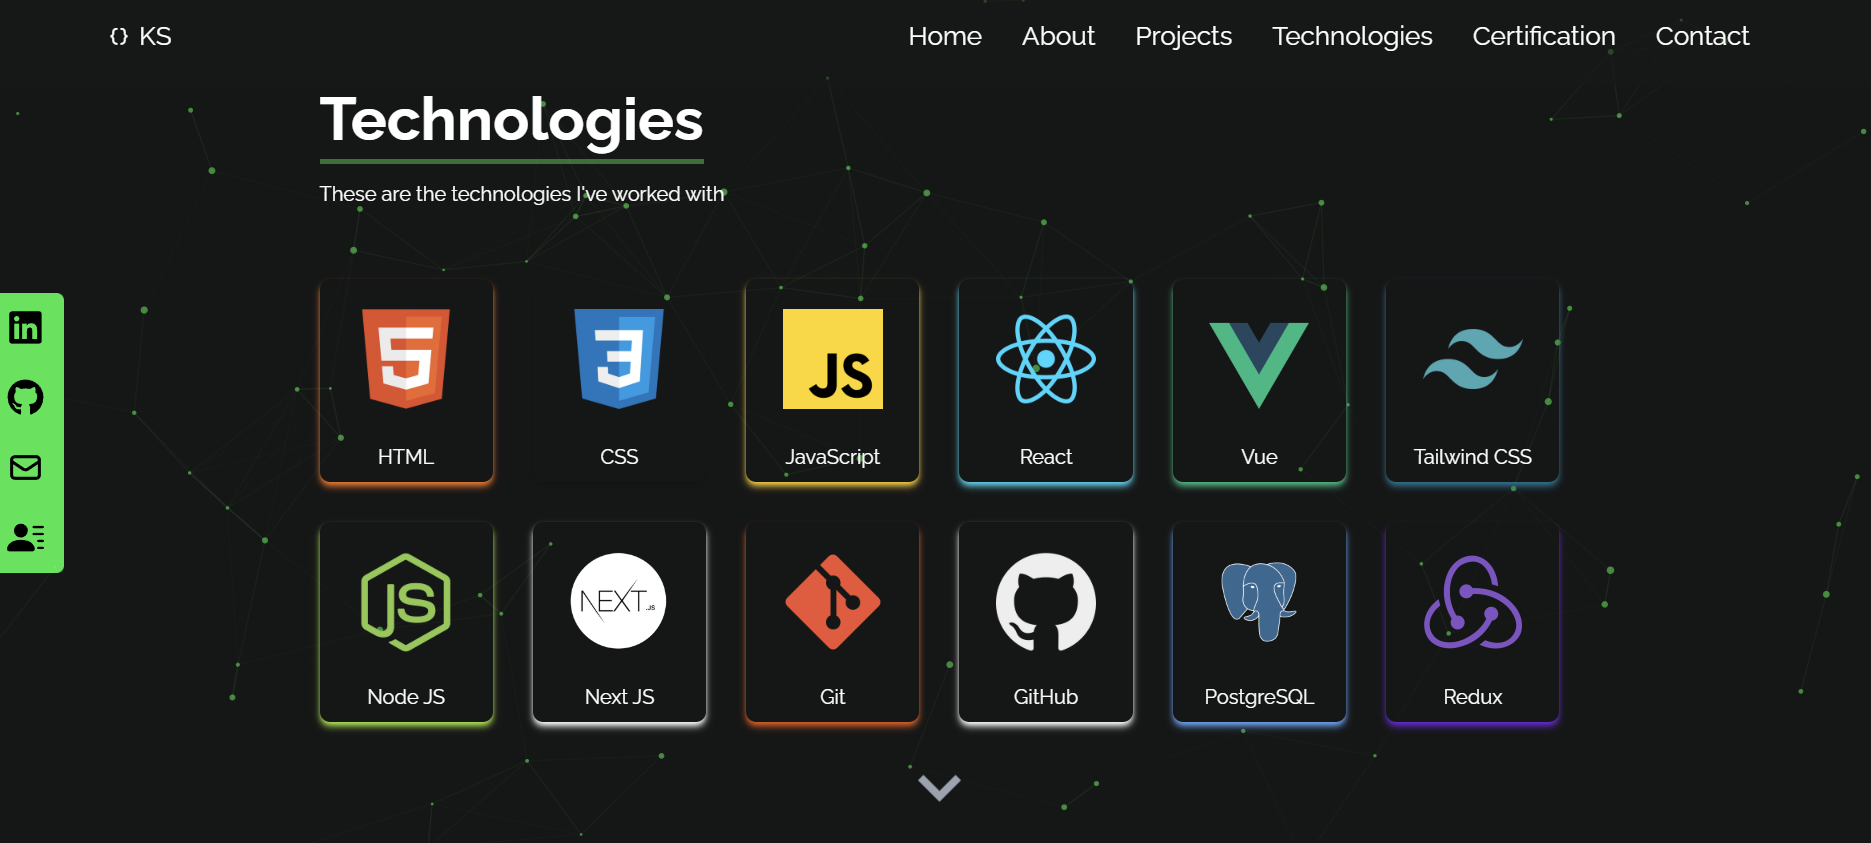 {} KS
Home About Projects Technologies Certification Contact
Technologies
These are the technologies I've worked with
in
5
3
JS
HTML
CSS
JavaScript
React
Vue
Tailwind CSS
JS
NEXT.JS
Node JS
Next JS
Git
GitHub
PostgreSQL
Redux